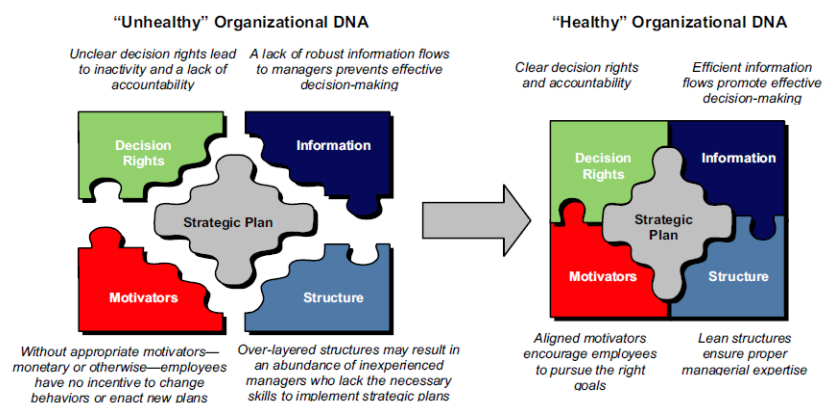 “Unhealthy” Organizational DNA
Unclear decision rights lead
to inactivity and a lack of
accountability
A lack of robust information flows
to managers prevents effective
decision-making
Decision
Rights
Information
Strategic Plan
Motivators
Structure
Without appropriate motivators—
monetary or otherwise—employees
have no incentive to change
behaviors or enact new plans
Over-layered structures may result in
an abundance of inexperienced
managers who lack the necessary
skills to implement strategic plans
“Healthy” Organizational DNA
Clear decision rights
and accountability
Efficient information
flows promote effective
decision-making
Decision
Rights
Information
Strategic
Plan
Motivators
Structure
Aligned motivators
encourage employees
to pursue the right
goals
Lean structures
ensure proper
managerial expertise